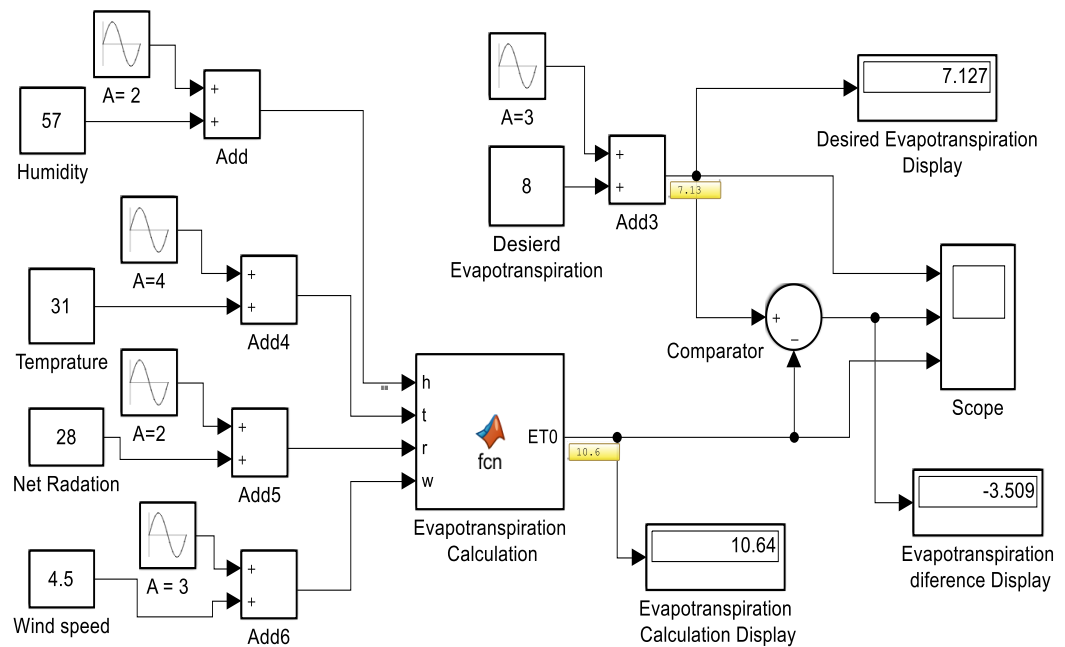 A= 2
+
+
Add
57
Humidity
A=4
+
+
Add4
31
Temprature
A=2
+
+
Add5
28
Net Radation
A = 3
+
+
Add6
4.5
Wind speed
h
t
r
w
ET0
fcn
Evapotranspiration
Calculation
10.6
A=3
+
+
Add3
8
Desierd
Evapotranspiration
7.13
7.127
Desired Evapotranspiration
Display
+
−
Comparator
Scope
-3.509
Evapotranspiration
diference Display
10.64
Evapotranspiration
Calculation Display